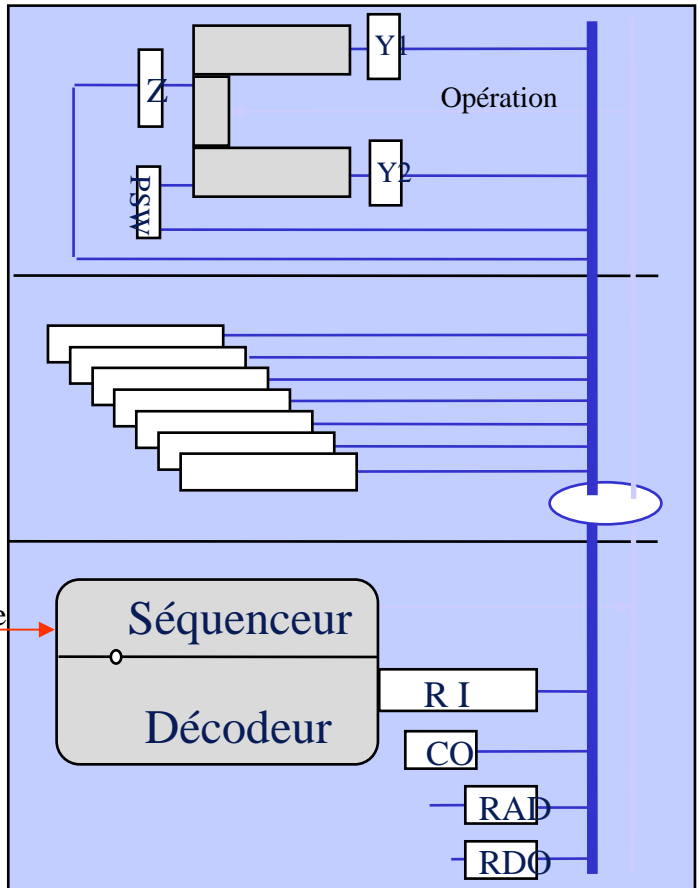 Y1
Z
Opération
Y2
PSW
e
Séquenceur
R I
Décodeur
CO
RAD
RDO